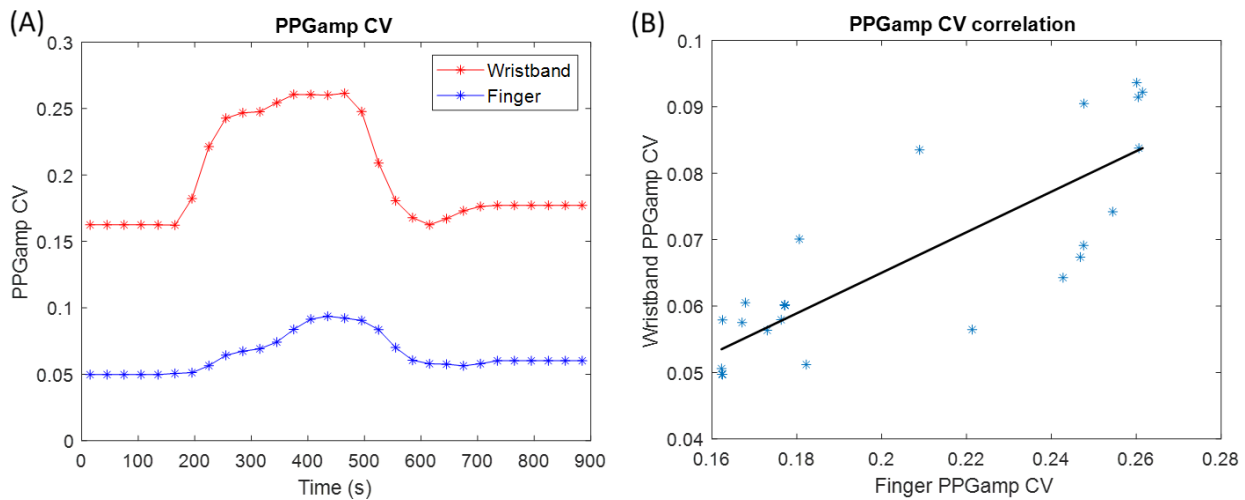 (A)
PPGamp CV
0.3
0.25
0.2
0.15
0.1
0.05
0
PPGamp CV
Wristband
Finger
0 100 200 300 400 500 600 700 800 900
Time (s)
(B)
PPGamp CV correlation
0.1
0.09
0.08
0.07
0.06
0.05
0.04
Wristband PPGamp CV
0.16 0.18 0.2 0.22 0.24 0.26 0.28
Finger PPGamp CV